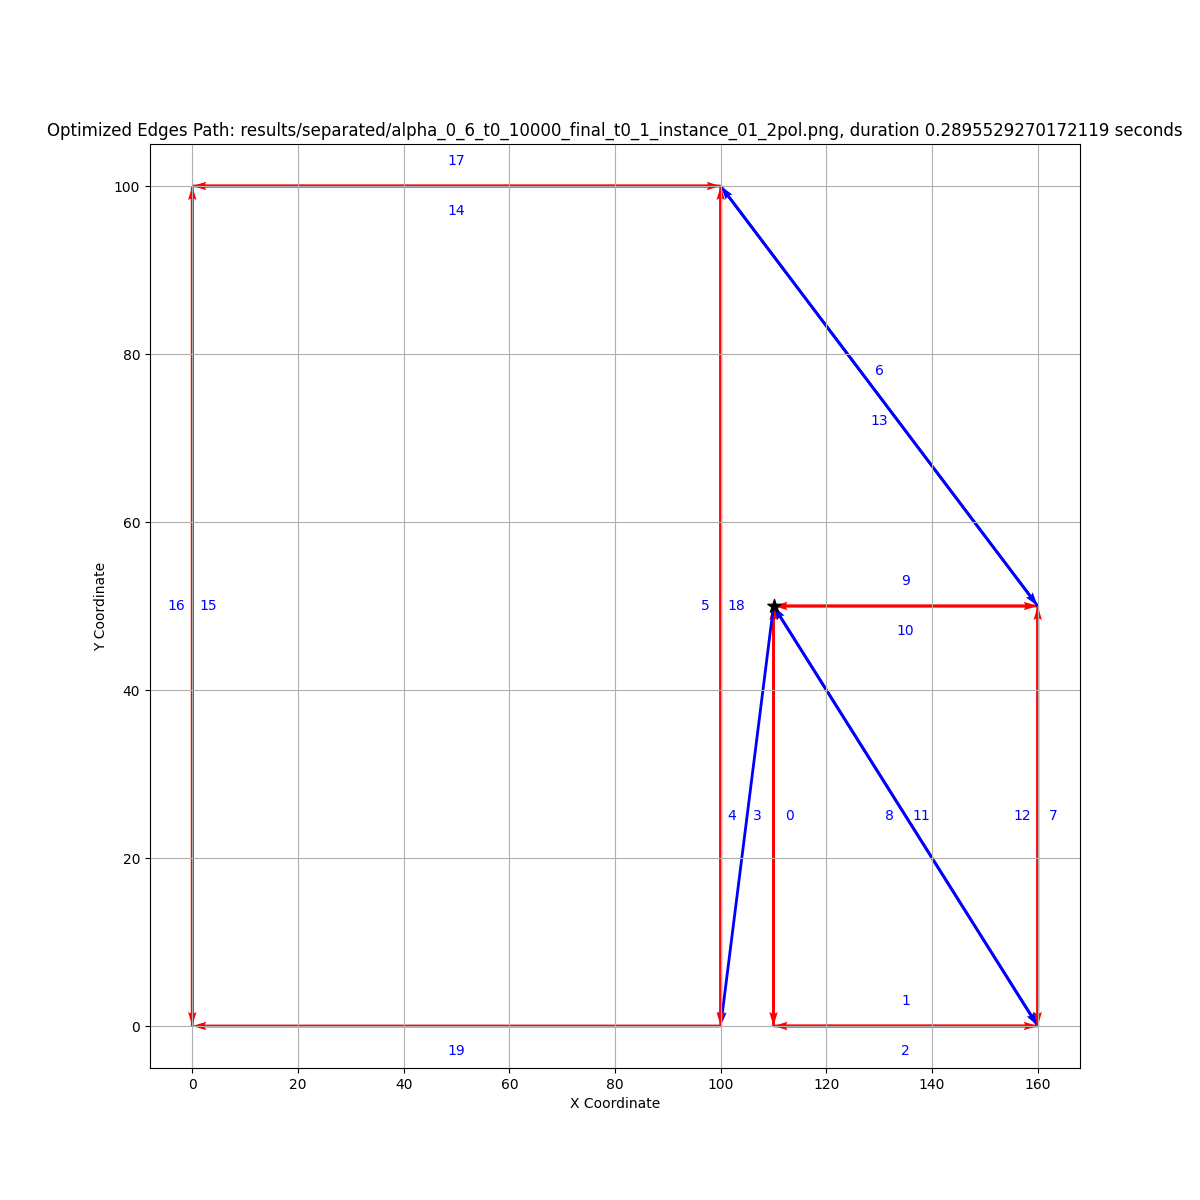 Optimized Edges Path: results/separated/alpha_0_6_t0_10000_final_t0_1_instance_01_2pol.png, duration 0.2895529270172119 seconds
17
100
14
80
6
13
60
9
16 15 5 18
10
Y Coordinate
40
4 3 0 8 11 12 7
20
1
0
19 2
0 20 40 60 80 100 120 140 160
X Coordinate